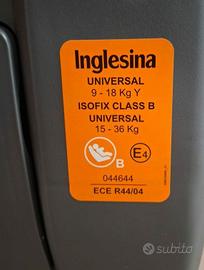 Inglesina
UNIVERSAL
9 - 18 Kg Y
ISOFIX CLASS B
UNIVERSAL
15 - 36 Kg
B
E4
044644
ECE R44/04
subito